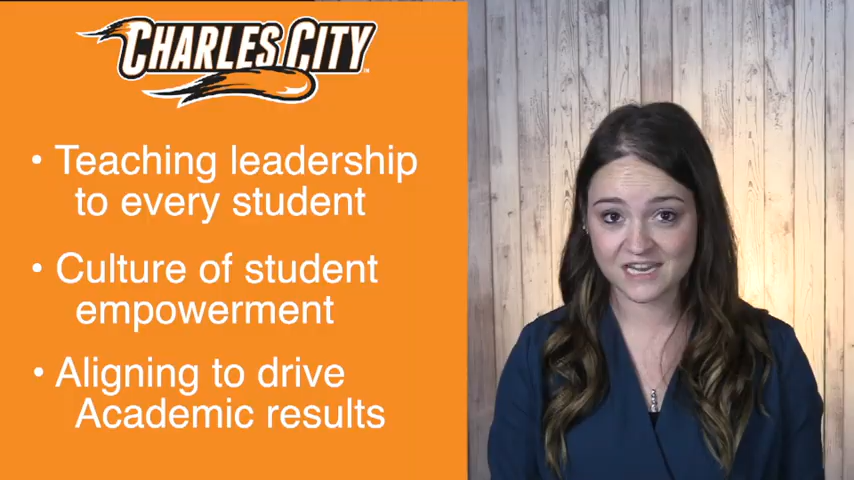 CHARLES CITY
• Teaching leadership
to every student
• Culture of student
empowerment
• Aligning to drive
Academic results